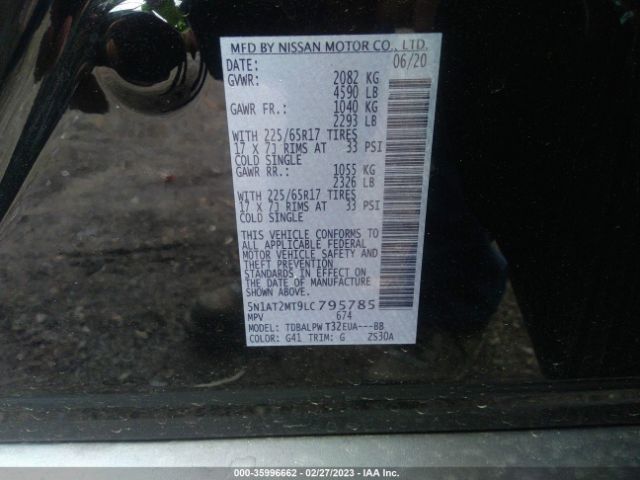 MFD BY NISSAN MOTOR CO., LTD.
DATE: 06/20
GVWR: 2082 KG
4590 LB
GAWR FR.: 1040 KG
2293 LB
WITH 225/65R17 TIRES
17 X 7J RIMS AT 33 PSI
COLD SINGLE
GAWR RR.: 1055 KG
2326 LB
WITH 225/65R17 TIRES
17 X 7J RIMS AT 33 PSI
COLD SINGLE
THIS VEHICLE CONFORMS TO
ALL APPLICABLE FEDERAL
MOTOR VEHICLE SAFETY AND
THEFT PREVENTION
STANDARDS IN EFFECT ON
THE DATE OF MANUFACTURE
SHOWN ABOVE.
5N1AT2MT9LC795785
MPV 674
MODEL: TDBALPW T32EUA---BB
COLOR: G41 TRIM: G ZS30A
000-35996662 - 02/27/2023 - IAA Inc.